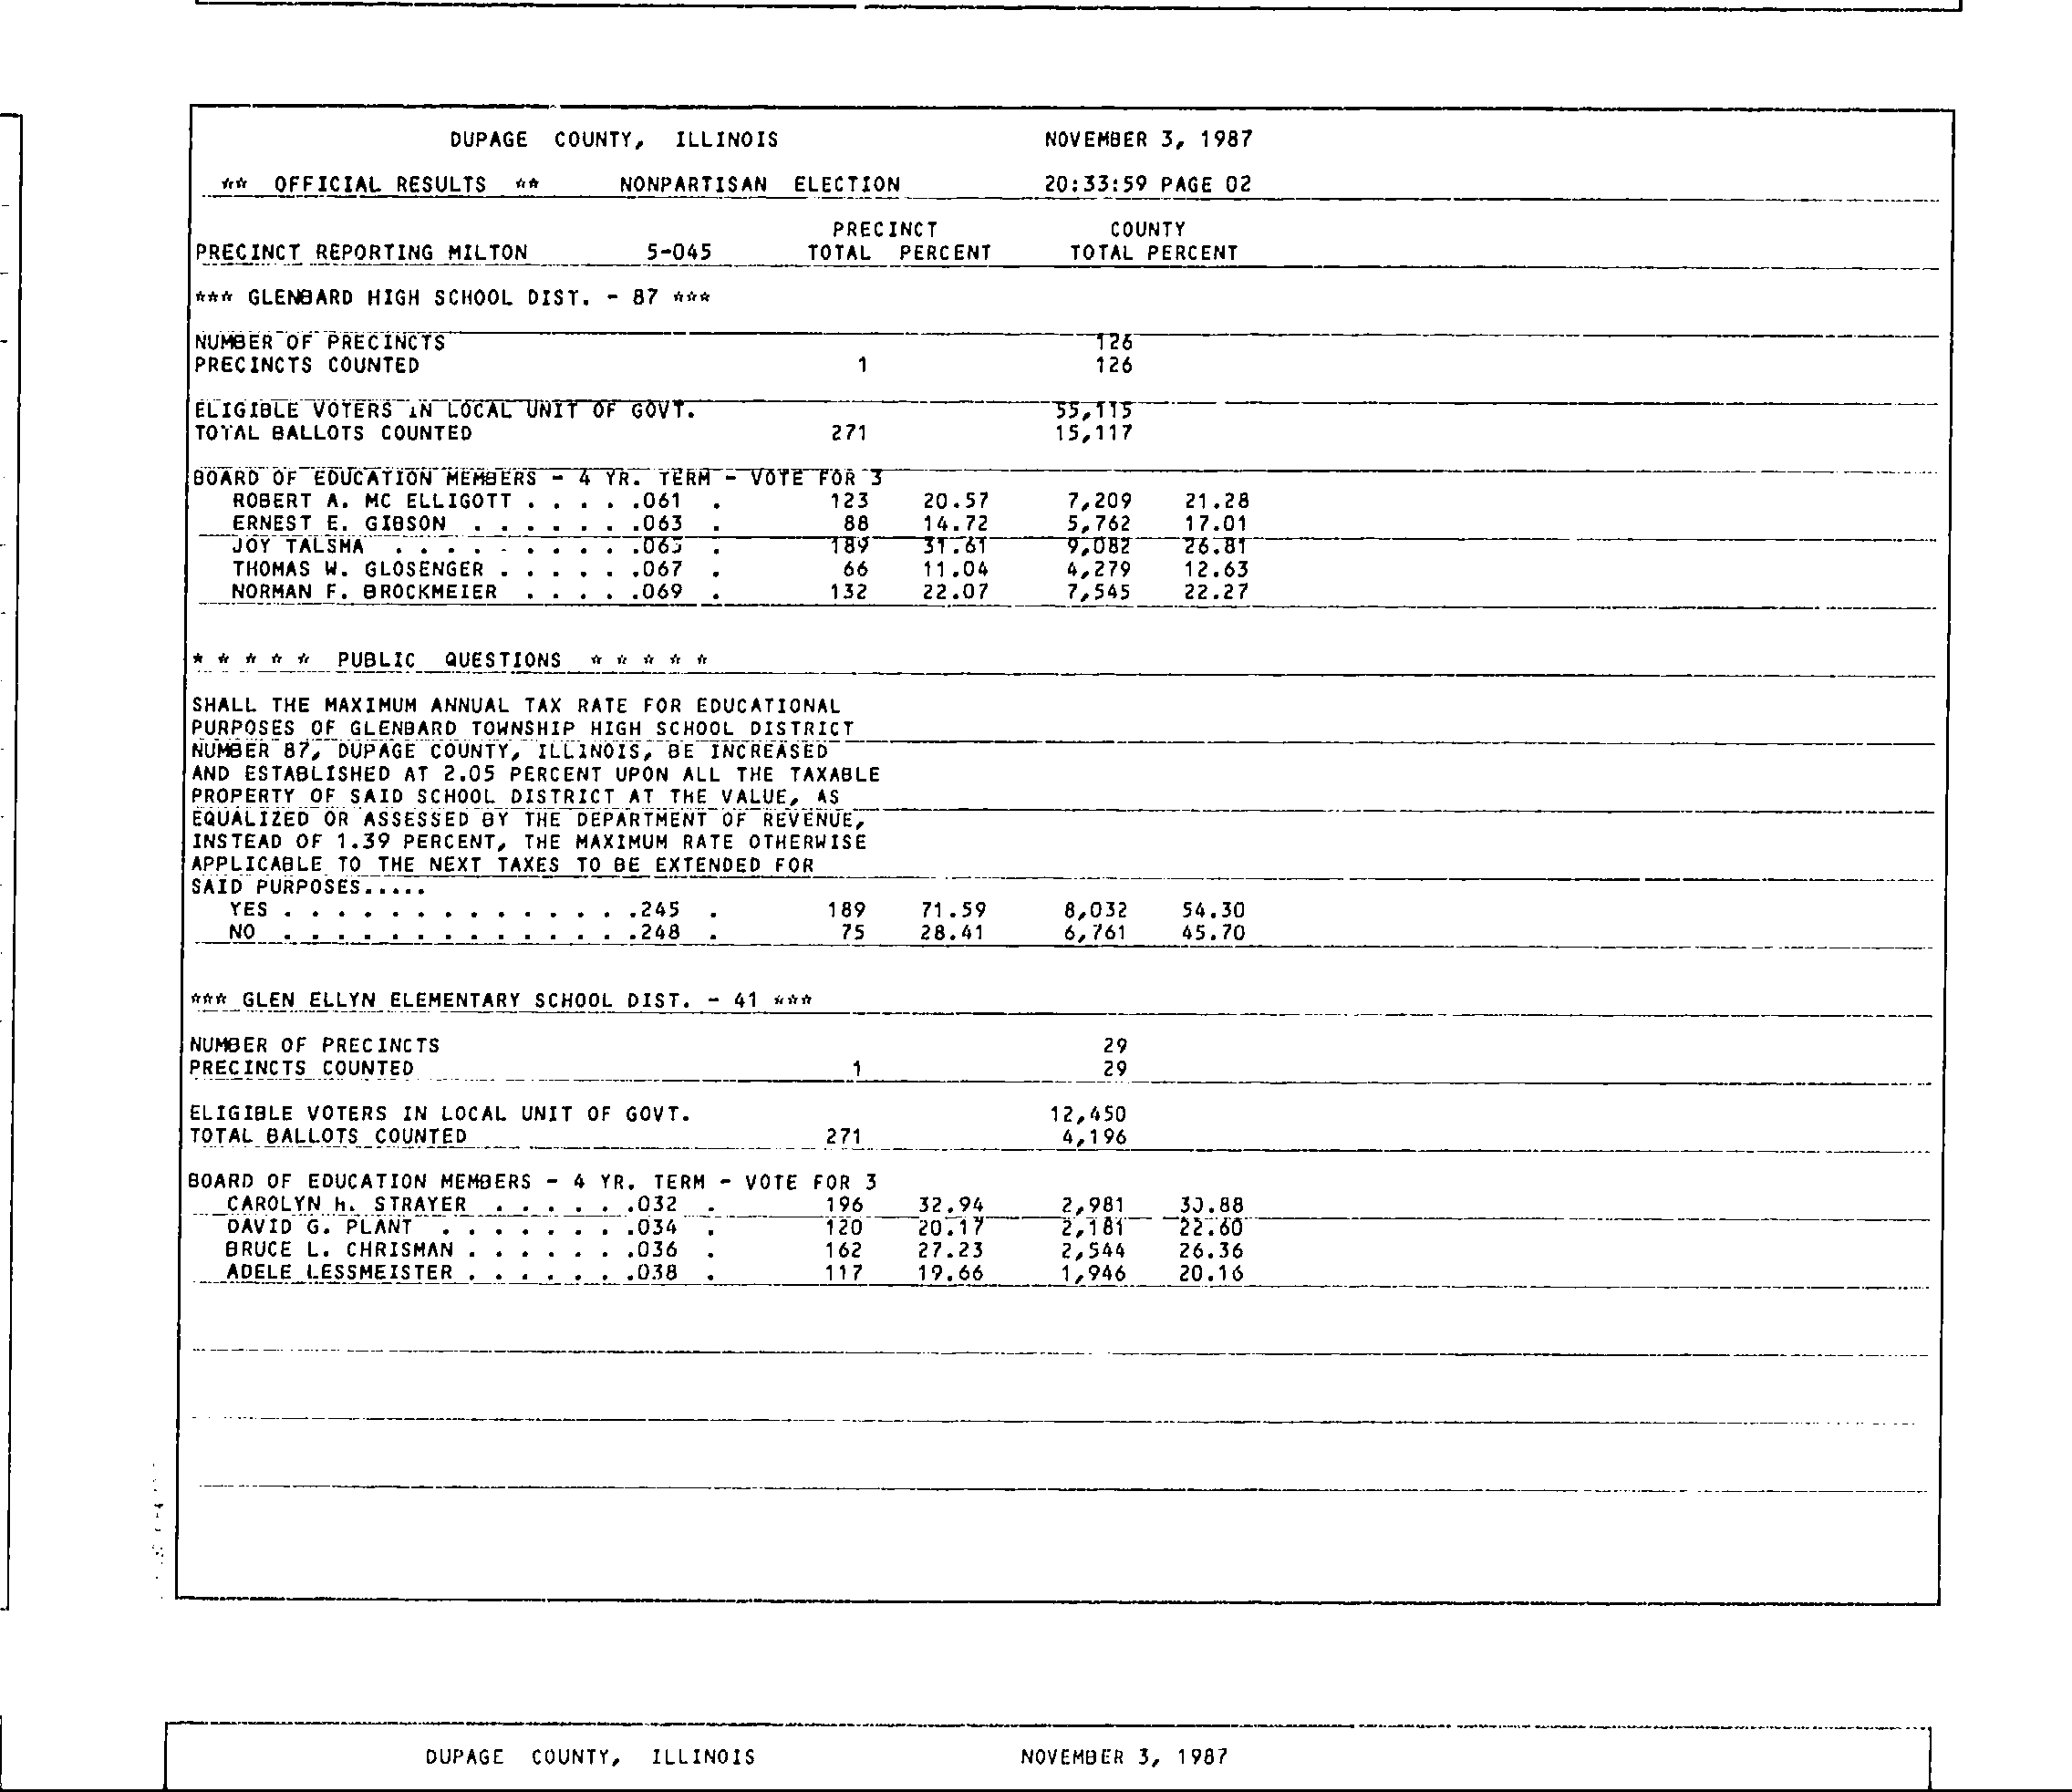 DUPAGE COUNTY, ILLINOIS NOVEMBER 3, 1987
** OFFICIAL RESULTS ** NONPARTISAN ELECTION 20:33:59 PAGE 02
PRECINCT COUNTY
PRECINCT REPORTING MILTON 5-045 TOTAL PERCENT TOTAL PERCENT
*** GLENBARD HIGH SCHOOL DIST. - 87 ***
NUMBER OF PRECINCTS 126
PRECINCTS COUNTED 1 126
ELIGIBLE VOTERS IN LOCAL UNIT OF GOVT. 55,115
TOTAL BALLOTS COUNTED 271 15,117
BOARD OF EDUCATION MEMBERS - 4 YR. TERM - VOTE FOR 3
ROBERT A. MC ELLIGOTT . . . . .061 . 123 20.57 7,209 21.28
ERNEST E. GIBSON . . . . . . .063 . 88 14.72 5,762 17.01
JOY TALSMA . . . . . . . . . .065 . 189 31.61 9,082 26.81
THOMAS W. GLOSENGER . . . . . .067 . 66 11.04 4,279 12.63
NORMAN F. BROCKMEIER . . . . .069 . 132 22.07 7,545 22.27
* * * * * PUBLIC QUESTIONS * * * * *
SHALL THE MAXIMUM ANNUAL TAX RATE FOR EDUCATIONAL
PURPOSES OF GLENBARD TOWNSHIP HIGH SCHOOL DISTRICT
NUMBER 87, DUPAGE COUNTY, ILLINOIS, BE INCREASED
AND ESTABLISHED AT 2.05 PERCENT UPON ALL THE TAXABLE
PROPERTY OF SAID SCHOOL DISTRICT AT THE VALUE, AS
EQUALIZED OR ASSESSED BY THE DEPARTMENT OF REVENUE,
INSTEAD OF 1.39 PERCENT, THE MAXIMUM RATE OTHERWISE
APPLICABLE TO THE NEXT TAXES TO BE EXTENDED FOR
SAID PURPOSES.....
YES . . . . . . . . . . . . . .245 . 189 71.59 8,032 54.30
NO . . . . . . . . . . . . . .248 . 75 28.41 6,761 45.70
*** GLEN ELLYN ELEMENTARY SCHOOL DIST. - 41 ***
NUMBER OF PRECINCTS 29
PRECINCTS COUNTED 1 29
ELIGIBLE VOTERS IN LOCAL UNIT OF GOVT. 12,450
TOTAL BALLOTS COUNTED 271 4,196
BOARD OF EDUCATION MEMBERS - 4 YR. TERM - VOTE FOR 3
CAROLYN H. STRAYER . . . . . .032 . 196 32.94 2,981 30.88
DAVID G. PLANT . . . . . . . .034 . 120 20.17 2,181 22.60
BRUCE L. CHRISMAN . . . . . . .036 . 162 27.23 2,544 26.36
ADELE LESSMEISTER . . . . . . .038 . 117 19.66 1,946 20.16
DUPAGE COUNTY, ILLINOIS NOVEMBER 3, 1987